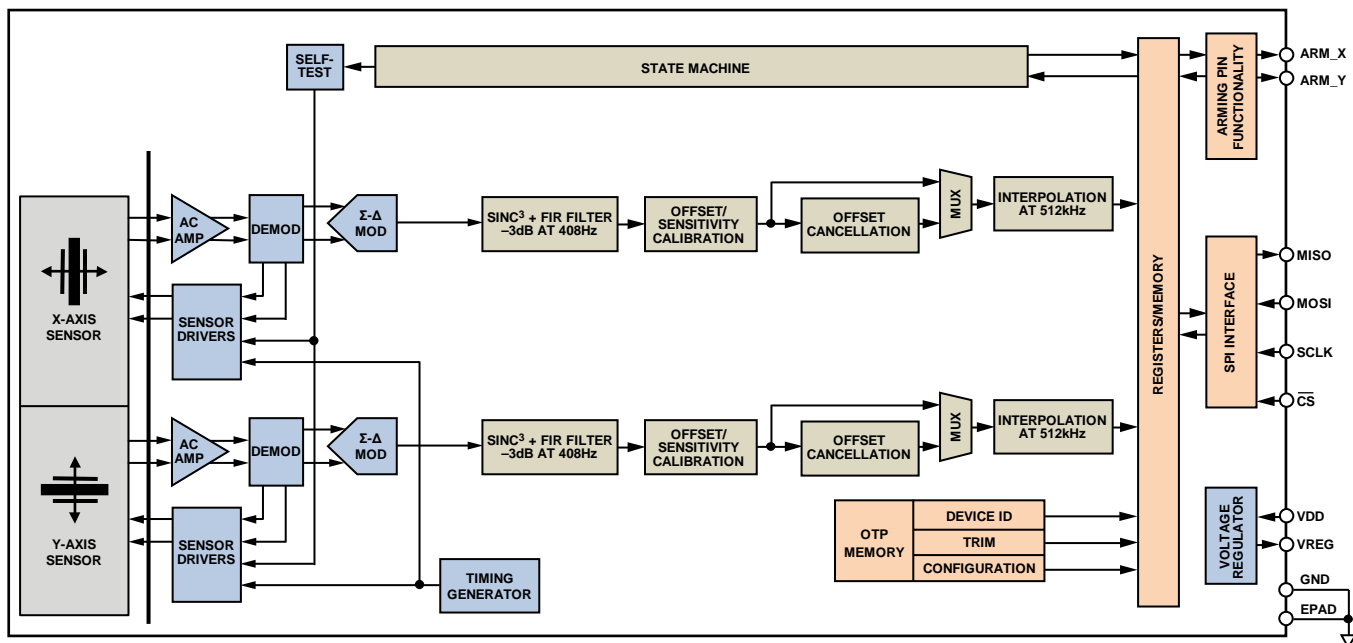 SELF-
TEST
STATE MACHINE
ARMING PIN
FUNCTIONALITY
ARM_X
ARM_Y
X-AXIS
SENSOR
AC
AMP
DEMOD
Σ-Δ
MOD
SINC³ + FIR FILTER
–3dB AT 408Hz
OFFSET/
SENSITIVITY
CALIBRATION
OFFSET
CANCELLATION
MUX
INTERPOLATION
AT 512kHz
SENSOR
DRIVERS
REGISTERS/MEMORY
SPI INTERFACE
MISO
MOSI
SCLK
C̅S̅
Y-AXIS
SENSOR
AC
AMP
DEMOD
Σ-Δ
MOD
SINC³ + FIR FILTER
–3dB AT 408Hz
OFFSET/
SENSITIVITY
CALIBRATION
OFFSET
CANCELLATION
MUX
INTERPOLATION
AT 512kHz
SENSOR
DRIVERS
TIMING
GENERATOR
OTP
MEMORY
DEVICE ID
TRIM
CONFIGURATION
VOLTAGE
REGULATOR
VDD
VREG
GND
EPAD